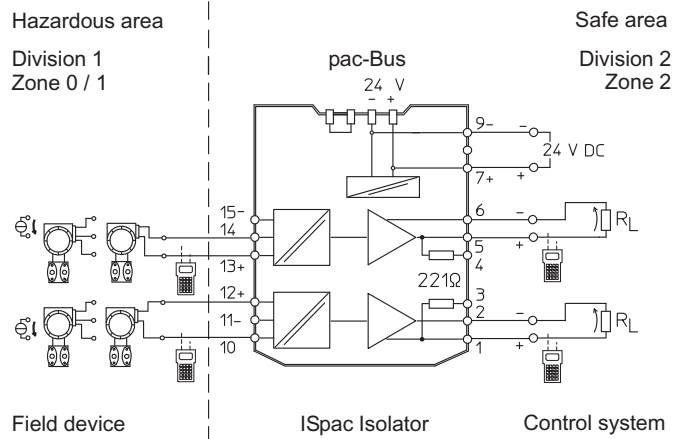 Hazardous area
Safe area
Division 1
Zone 0 / 1
pac-Bus
Division 2
Zone 2
24 V
- +
9-
-
24 V DC
7+
+
15-
14
13+
6
-
5
+
4
RL
221Ω
12+
11-
10
3
2
-
1
+
RL
Field device
ISpac Isolator
Control system